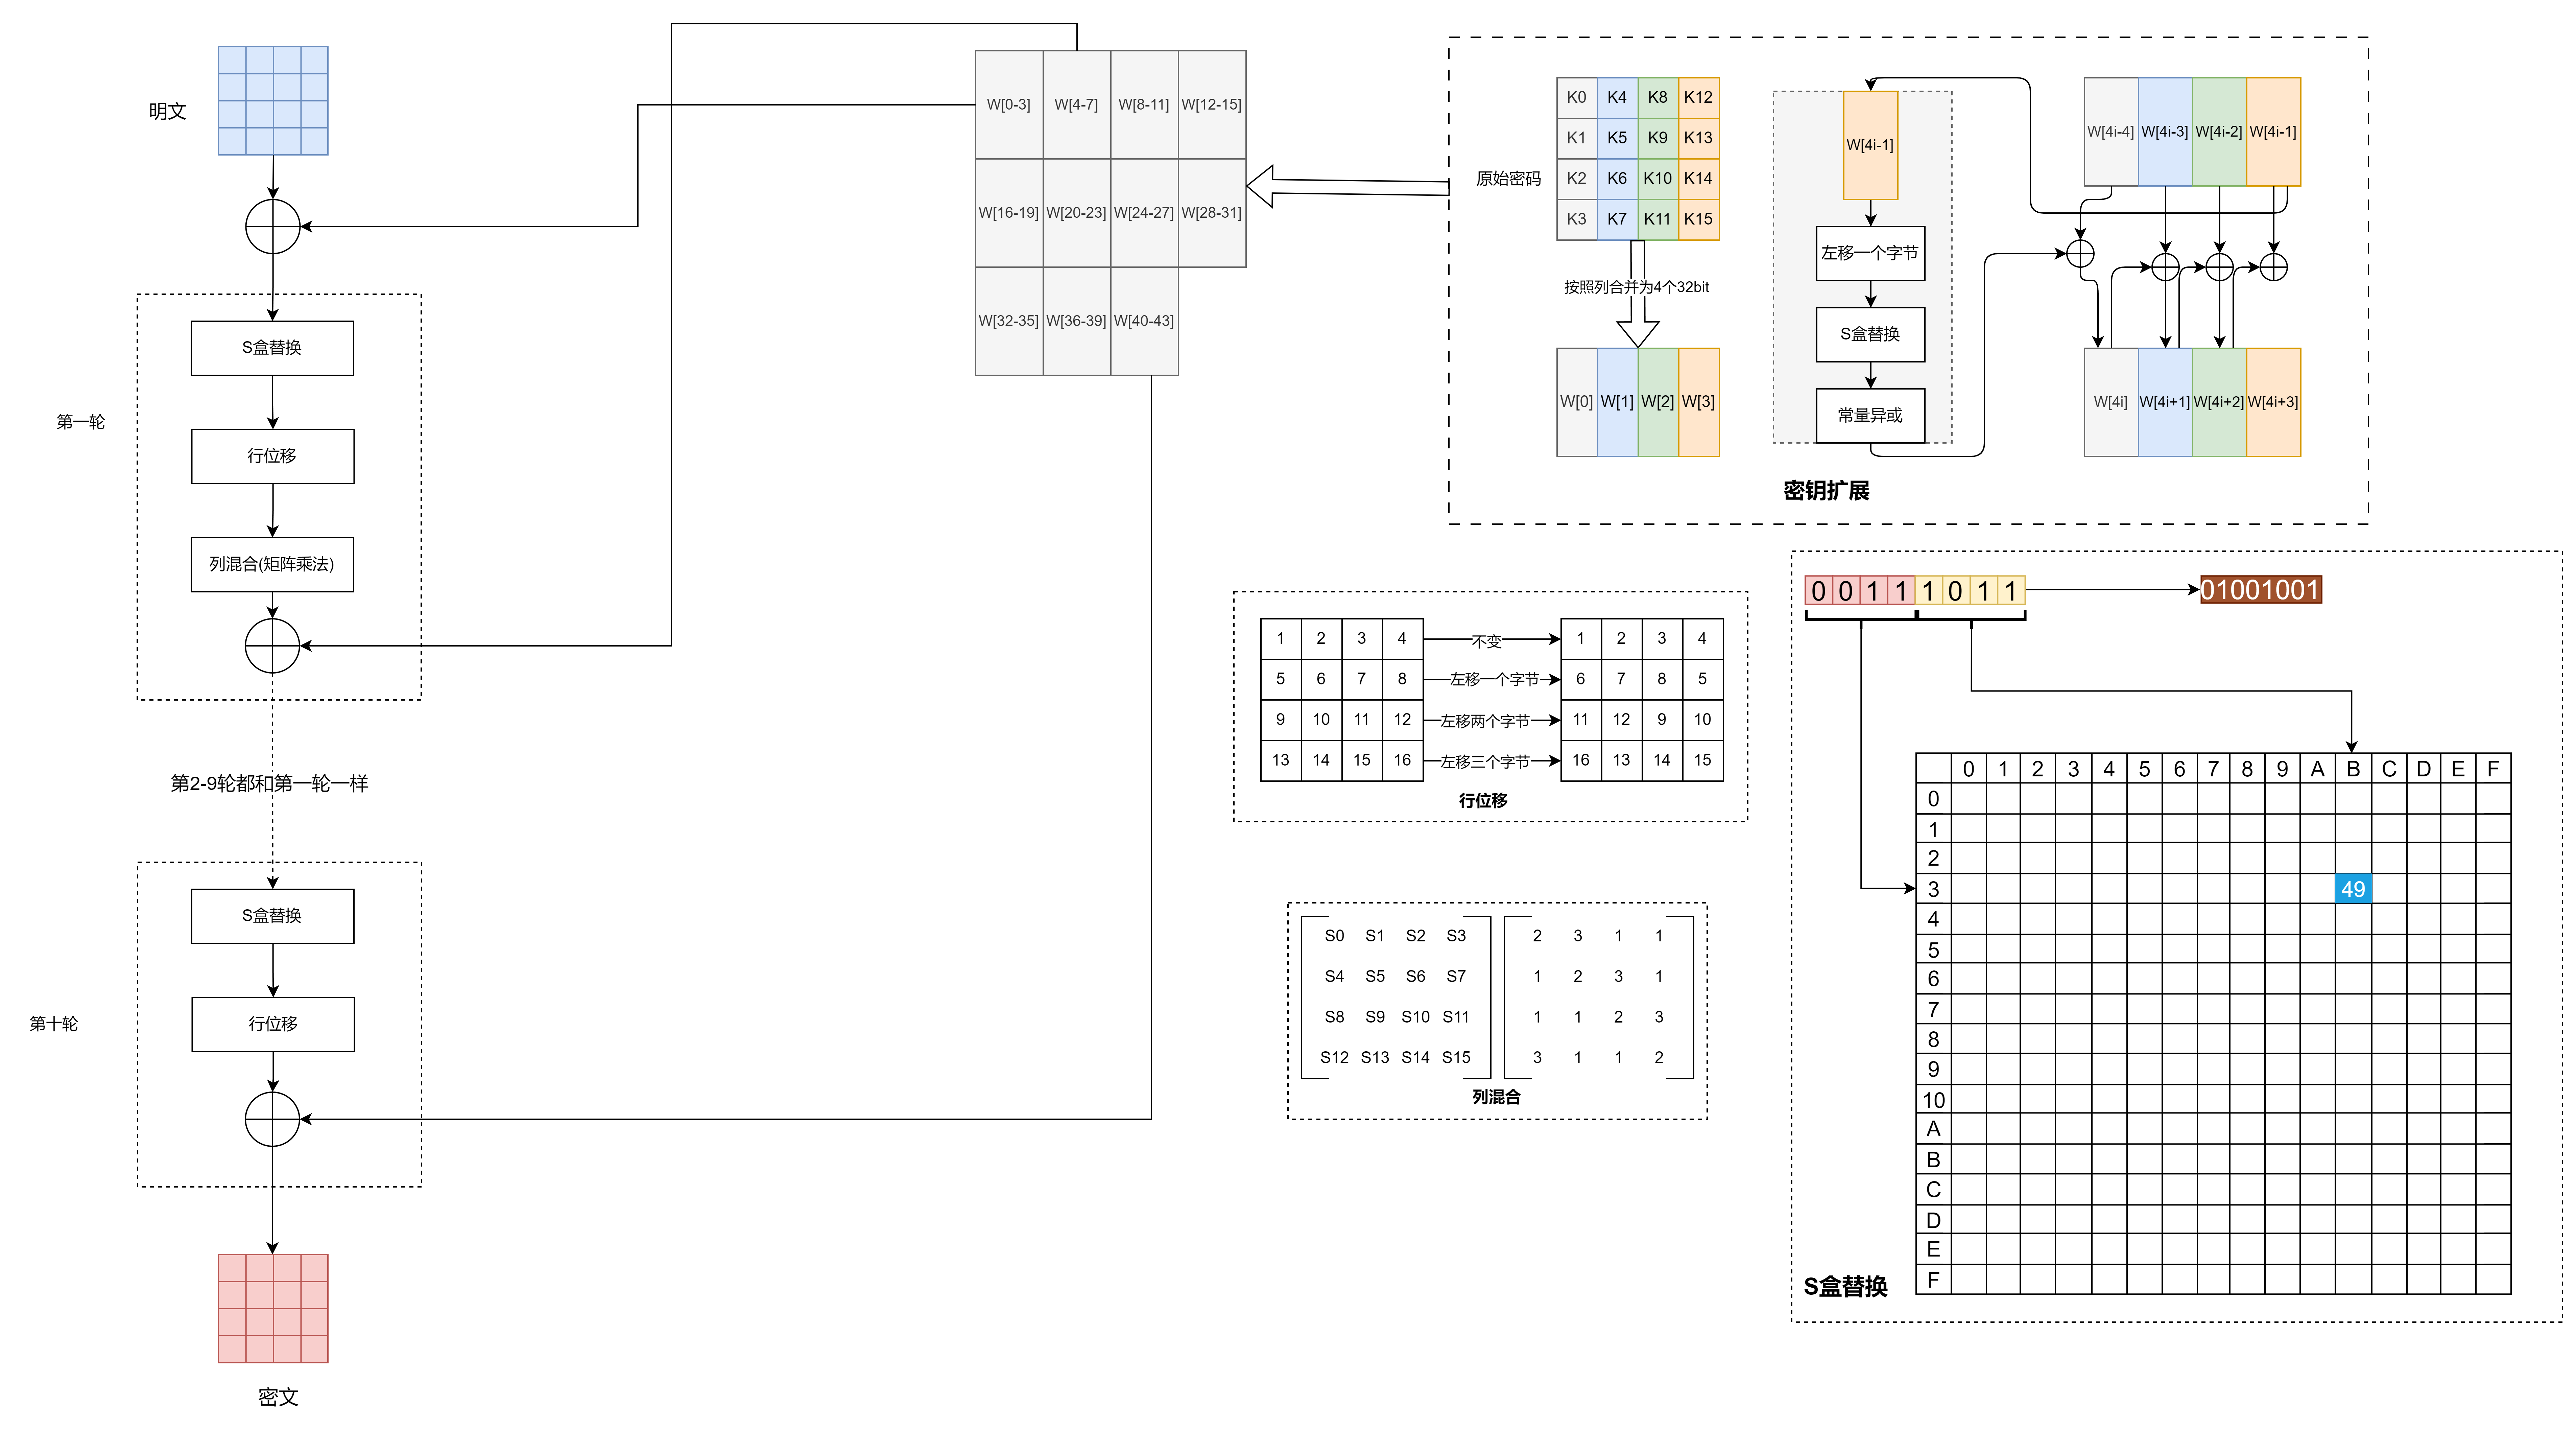 明文
第一轮
S盒替换
行位移
列混合(矩阵乘法)
第2-9轮都和第一轮一样
第十轮
S盒替换
行位移
密文
W[0-3] W[4-7] W[8-11] W[12-15]
W[16-19] W[20-23] W[24-27] W[28-31]
W[32-35] W[36-39] W[40-43]
原始密码
K0 K4 K8 K12
K1 K5 K9 K13
K2 K6 K10 K14
K3 K7 K11 K15
按照列合并为4个32bit
W[0] W[1] W[2] W[3]
W[4i-1]
左移一个字节
S盒替换
常量异或
W[4i-4] W[4i-3] W[4i-2] W[4i-1]
W[4i] W[4i+1] W[4i+2] W[4i+3]
密钥扩展
1 2 3 4 不变 1 2 3 4
5 6 7 8 左移一个字节 6 7 8 5
9 10 11 12 左移两个字节 11 12 9 10
13 14 15 16 左移三个字节 16 13 14 15
行位移
S0 S1 S2 S3 2 3 1 1
S4 S5 S6 S7 1 2 3 1
S8 S9 S10 S11 1 1 2 3
S12 S13 S14 S15 3 1 1 2
列混合
0 0 1 1 1 0 1 1 01001001
0 1 2 3 4 5 6 7 8 9 A B C D E F
0
1
2
3 49
4
5
6
7
8
9
10
A
B
C
D
E
F
S盒替换